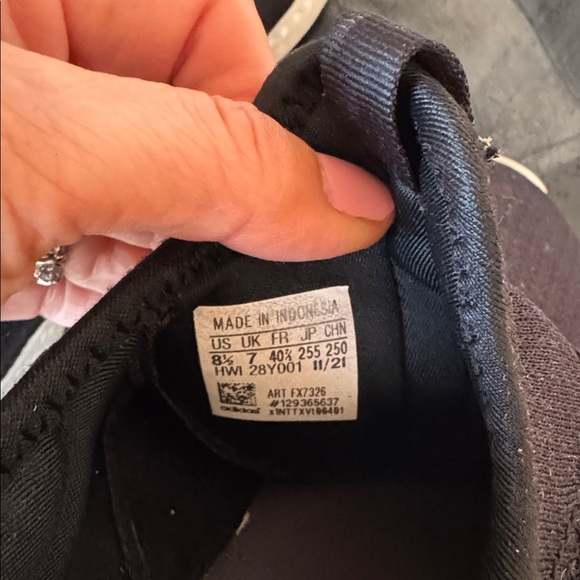 MADE IN INDONESIA
US UK FR JP CHN
8½ 7 40⅔ 255 250
HWI 28Y001 11/21
ART FX7326
#129365637
adidas x1NTTXV109401